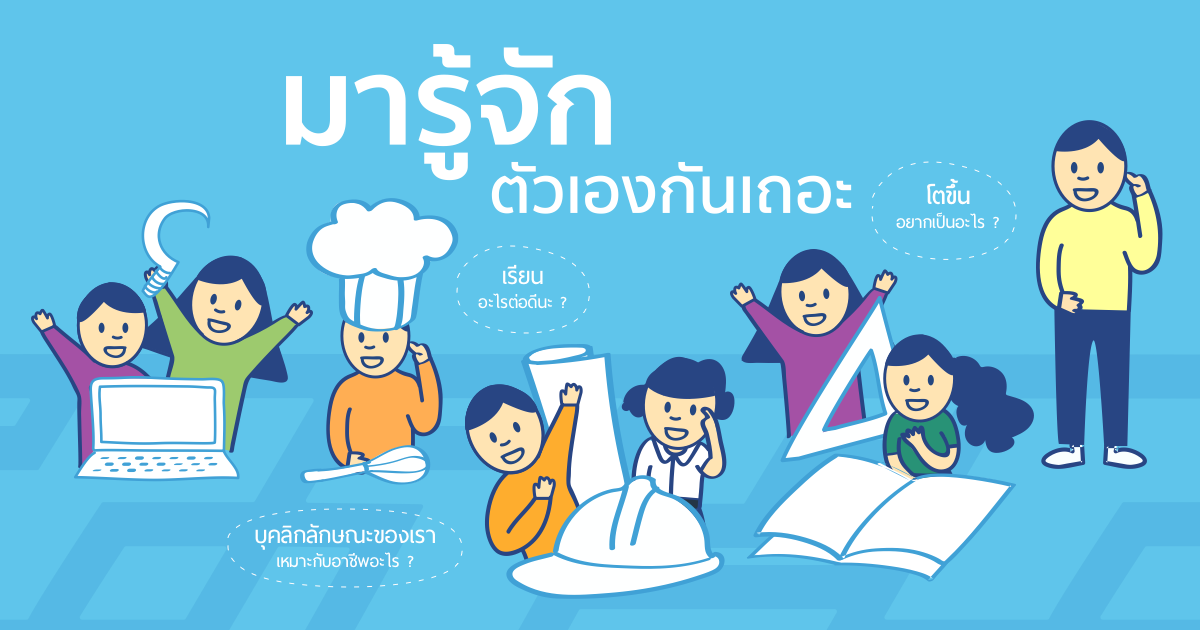 มารู้จัก
ตัวเองกันเถอะ
โตขึ้น
อยากเป็นอะไร ?
เรียน
อะไรต่อดีนะ ?
บุคลิกลักษณะของเรา
เหมาะกับอาชีพอะไร ?